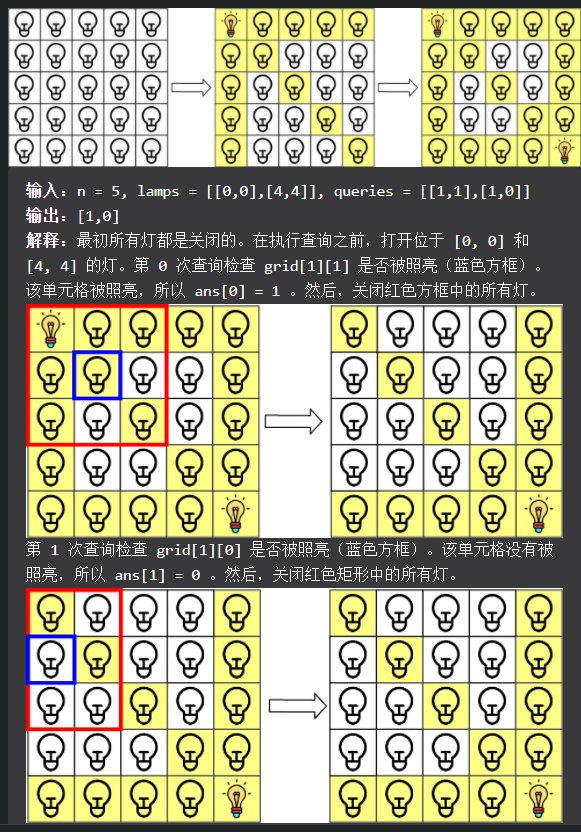 输入：n = 5, lamps = [[0,0],[4,4]], queries = [[1,1],[1,0]]
输出：[1,0]
解释：最初所有灯都是关闭的。在执行查询之前，打开位于 [0, 0] 和
[4, 4] 的灯。第 0 次查询检查 grid[1][1] 是否被照亮（蓝色方框）。
该单元格被照亮，所以 ans[0] = 1 。然后，关闭红色方框中的所有灯。
第 1 次查询检查 grid[1][0] 是否被照亮（蓝色方框）。该单元格没有被
照亮，所以 ans[1] = 0 。然后，关闭红色矩形中的所有灯。